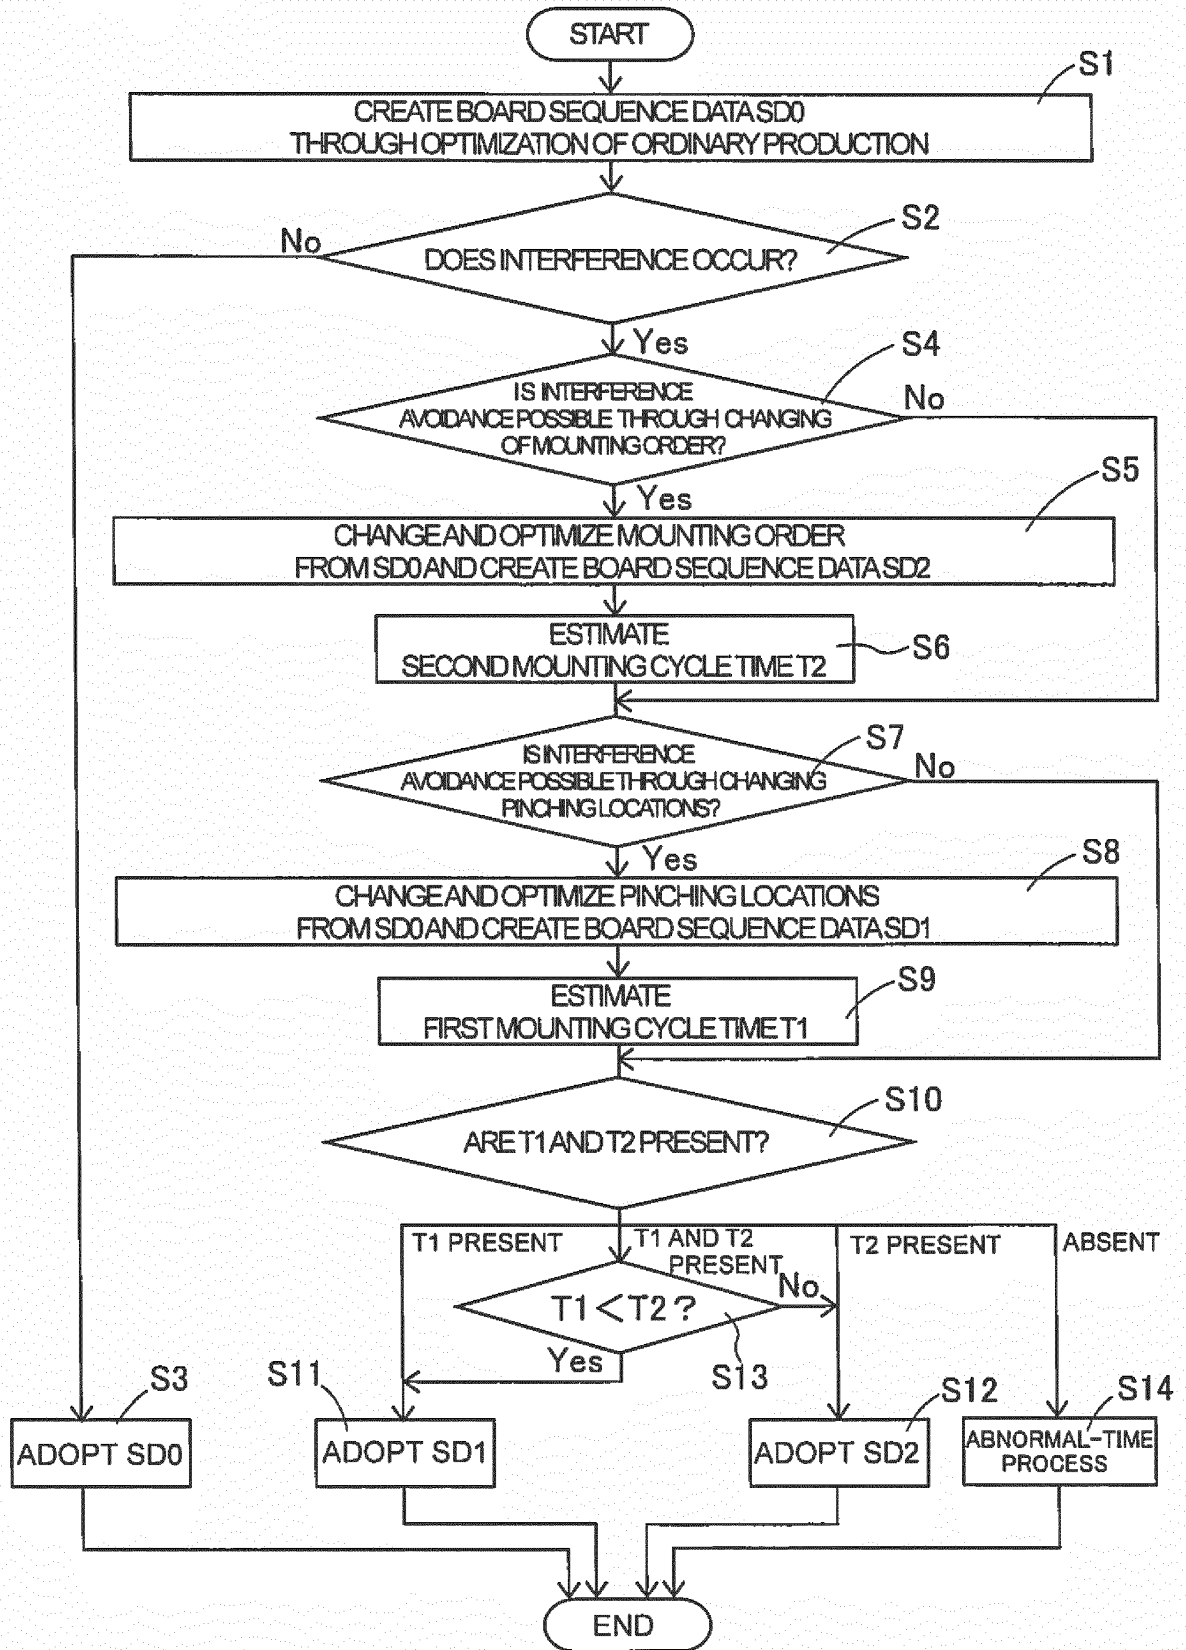 START
S1
CREATE BOARD SEQUENCE DATA SD0
THROUGH OPTIMIZATION OF ORDINARY PRODUCTION
S2
No
DOES INTERFERENCE OCCUR?
Yes
S4
IS INTERFERENCE
AVOIDANCE POSSIBLE THROUGH CHANGING
OF MOUNTING ORDER?
No
Yes
S5
CHANGE AND OPTIMIZE MOUNTING ORDER
FROM SD0 AND CREATE BOARD SEQUENCE DATA SD2
ESTIMATE
SECOND MOUNTING CYCLE TIME T2
S6
S7
IS INTERFERENCE
AVOIDANCE POSSIBLE THROUGH CHANGING
PINCHING LOCATIONS?
No
Yes
S8
CHANGE AND OPTIMIZE PINCHING LOCATIONS
FROM SD0 AND CREATE BOARD SEQUENCE DATA SD1
S9
ESTIMATE
FIRST MOUNTING CYCLE TIME T1
S10
ARE T1 AND T2 PRESENT?
T1 PRESENT
T1 AND T2
PRESENT
T2 PRESENT
ABSENT
T1 < T2 ?
No
Yes
S13
S3
S11
S12
S14
ADOPT SD0
ADOPT SD1
ADOPT SD2
ABNORMAL-TIME
PROCESS
END